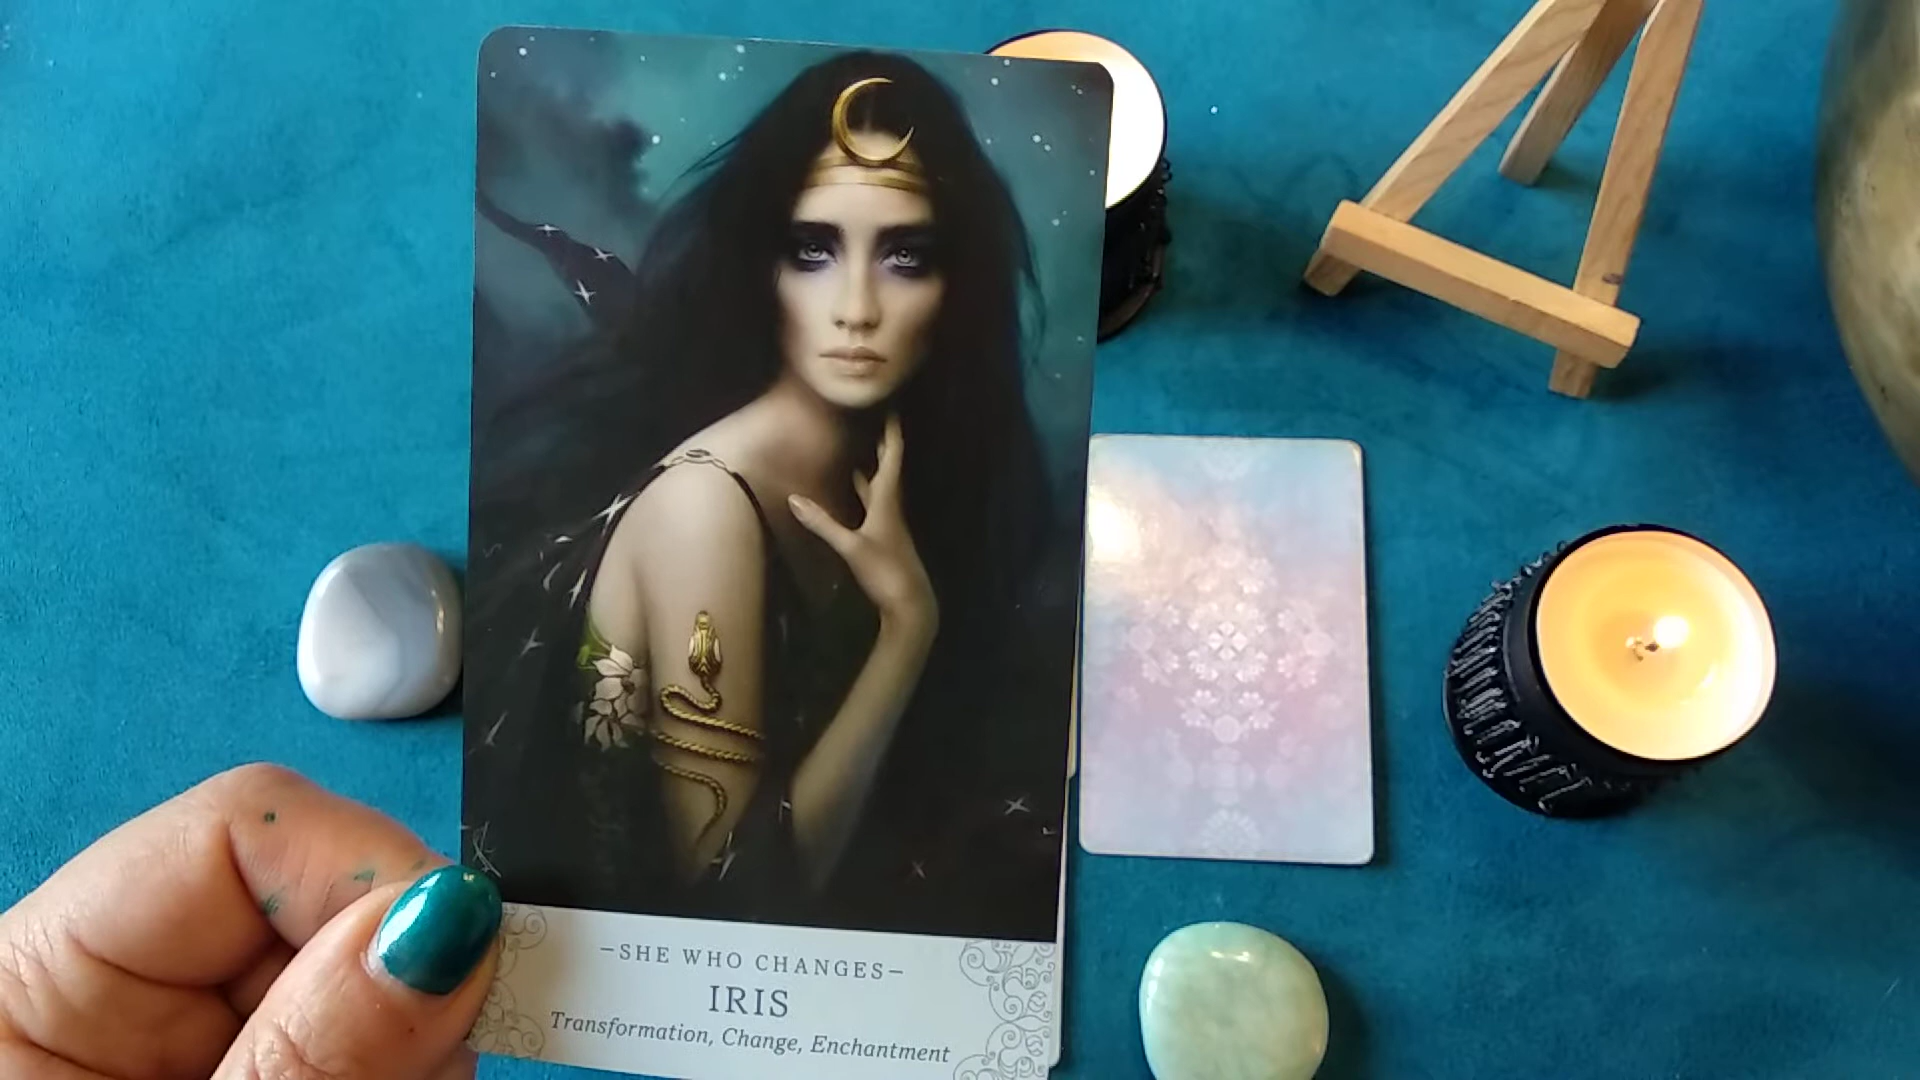 —SHE WHO CHANGES—
IRIS
Transformation, Change, Enchantment